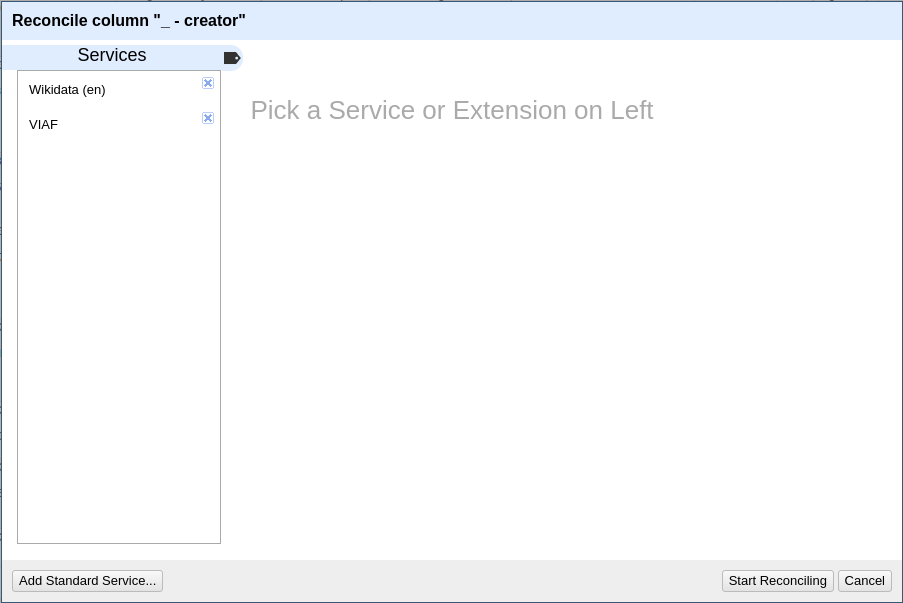 Reconcile column "_ - creator"
Services
Wikidata (en)
VIAF
Pick a Service or Extension on Left
Add Standard Service...
Start Reconciling
Cancel